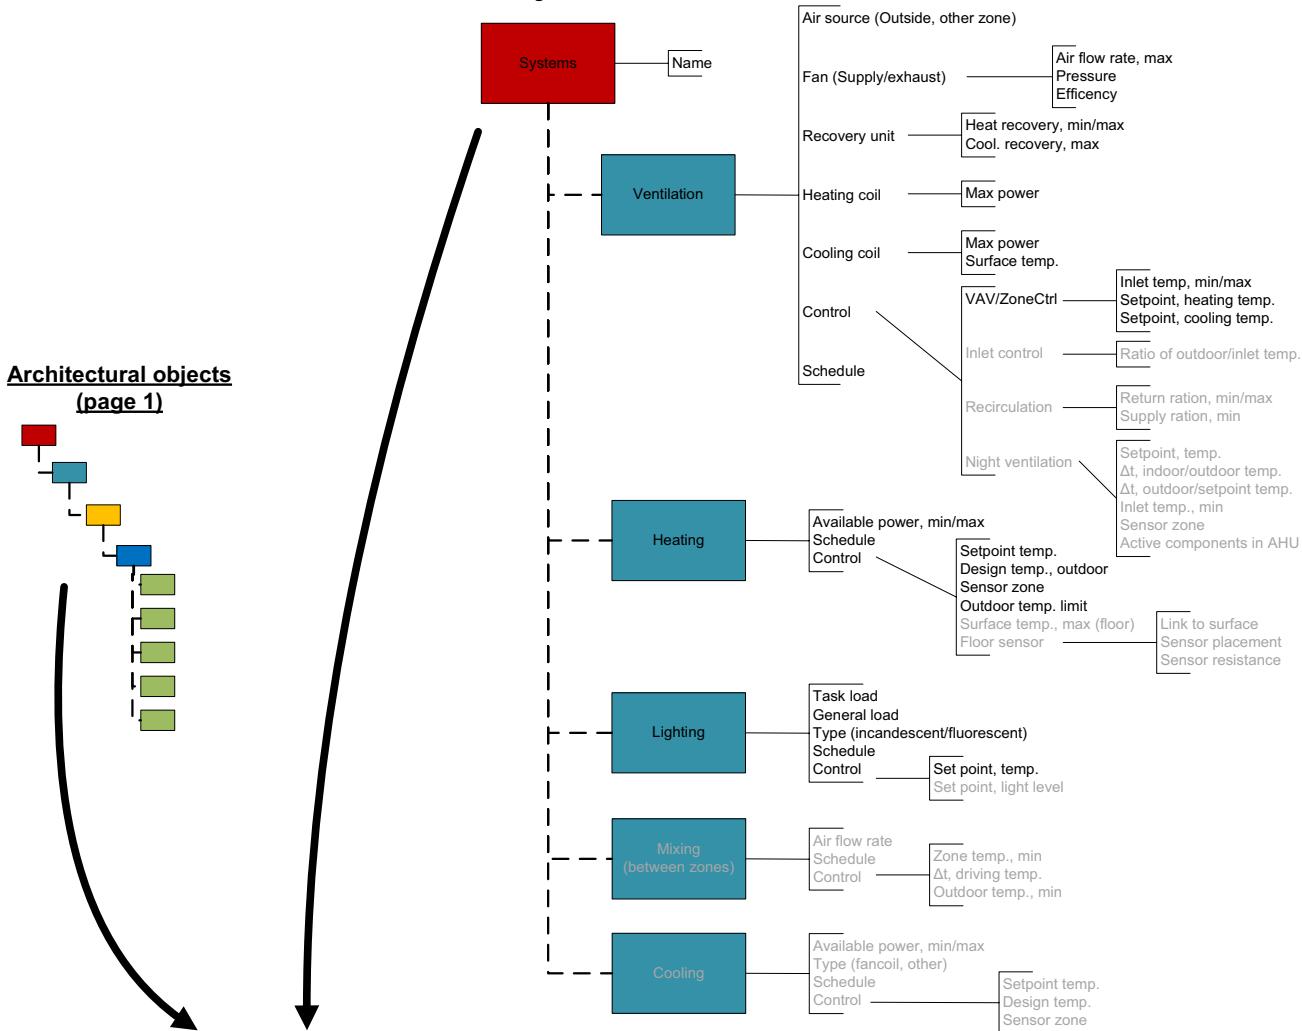 Systems
Name
Air source (Outside, other zone)
Fan (Supply/exhaust)
Air flow rate, max
Pressure
Efficency
Recovery unit
Heat recovery, min/max
Cool. recovery, max
Ventilation
Heating coil
Max power
Cooling coil
Max power
Surface temp.
Control
VAV/ZoneCtrl
Inlet temp, min/max
Setpoint, heating temp.
Setpoint, cooling temp.
Inlet control
Ratio of outdoor/inlet temp.
Schedule
Recirculation
Return ration, min/max
Supply ration, min
Night ventilation
Setpoint, temp.
Δt, indoor/outdoor temp.
Δt, outdoor/setpoint temp.
Inlet temp., min
Sensor zone
Active components in AHU
Architectural objects
(page 1)
Heating
Available power, min/max
Schedule
Control
Setpoint temp.
Design temp., outdoor
Sensor zone
Outdoor temp. limit
Surface temp., max (floor)
Floor sensor
Link to surface
Sensor placement
Sensor resistance
Lighting
Task load
General load
Type (incandescent/fluorescent)
Schedule
Control
Set point, temp.
Set point, light level
Mixing
(between zones)
Air flow rate
Schedule
Control
Zone temp., min
Δt, driving temp.
Outdoor temp., min
Cooling
Available power, min/max
Type (fancoil, other)
Schedule
Control
Setpoint temp.
Design temp.
Sensor zone